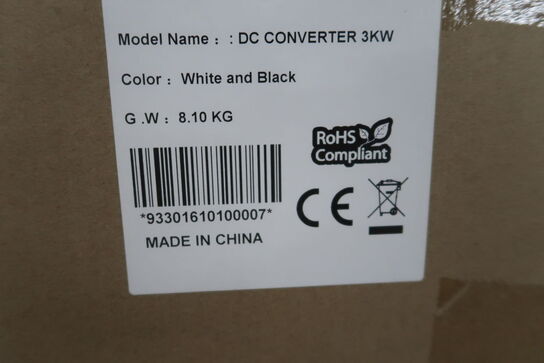 Model Name : : DC CONVERTER 3KW
Color : White and Black
G .W : 8.10 KG
RoHS
Compliant
CE
*93301610100007*
MADE IN CHINA